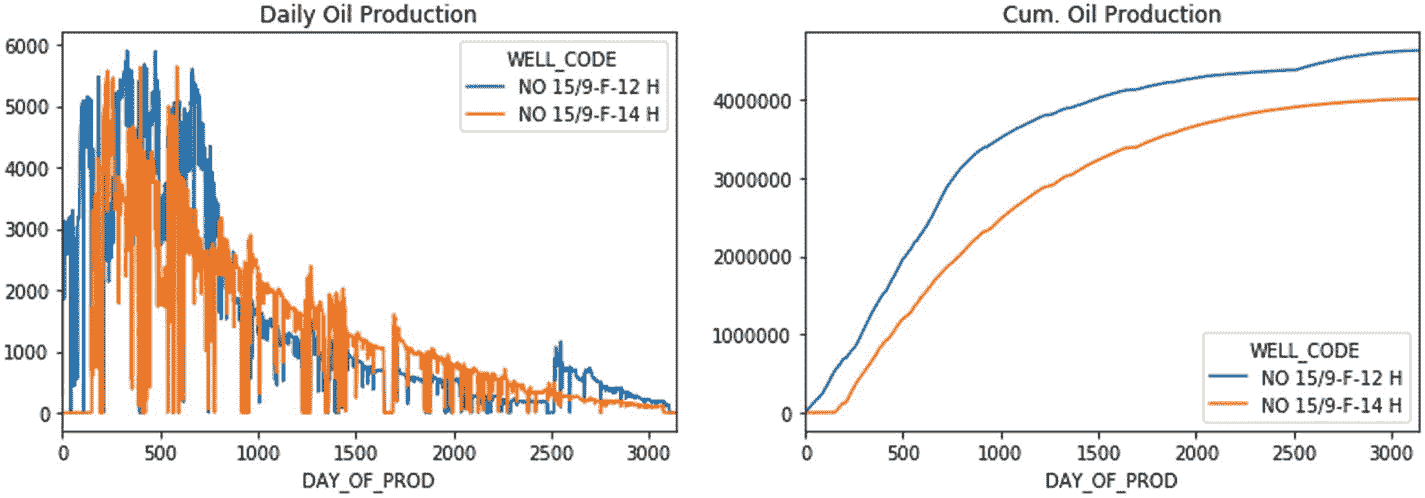 Daily Oil Production
6000
5000
4000
3000
2000
1000
0
WELL_CODE
NO 15/9-F-12 H
NO 15/9-F-14 H
0 500 1000 1500 2000 2500 3000
DAY_OF_PROD
Cum. Oil Production
4000000
3000000
2000000
1000000
0
WELL_CODE
NO 15/9-F-12 H
NO 15/9-F-14 H
0 500 1000 1500 2000 2500 3000
DAY_OF_PROD